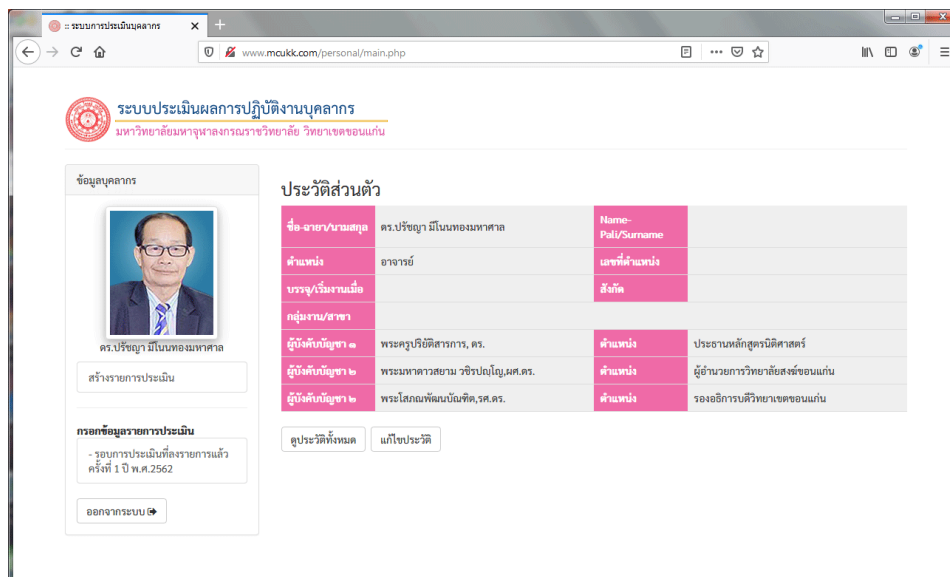 :: ระบบการประเมินบุคลากร
www.mcukk.com/personal/main.php
ระบบประเมินผลการปฏิบัติงานบุคลากร
มหาวิทยาลัยมหาจุฬาลงกรณราชวิทยาลัย วิทยาเขตขอนแก่น
ข้อมูลบุคลากร
ดร.ปรัชญา มีโนนทองมหาศาล
สร้างรายการประเมิน
กรอกข้อมูลรายการประเมิน
- รอบการประเมินที่ลงรายการแล้ว
ครั้งที่ 1 ปี พ.ศ.2562
ออกจากระบบ
ประวัติส่วนตัว
ชื่อ-ฉายา/นามสกุล ดร.ปรัชญา มีโนนทองมหาศาล Name-
Pali/Surname
ตำแหน่ง อาจารย์ เลขที่ตำแหน่ง
บรรจุ/เริ่มงานเมื่อ สังกัด
กลุ่มงาน/สาขา
ผู้บังคับบัญชา ๑ พระครูปริยัติสารการ, ดร. ตำแหน่ง ประธานหลักสูตรนิติศาสตร์
ผู้บังคับบัญชา ๒ พระมหาดาวสยาม วชิรปญฺโญ,ผศ.ดร. ตำแหน่ง ผู้อำนวยการวิทยาลัยสงฆ์ขอนแก่น
ผู้บังคับบัญชา ๒ พระโสภณพัฒนบัณฑิต,รศ.ดร. ตำแหน่ง รองอธิการบดีวิทยาเขตขอนแก่น
ดูประวัติทั้งหมด แก้ไขประวัติ